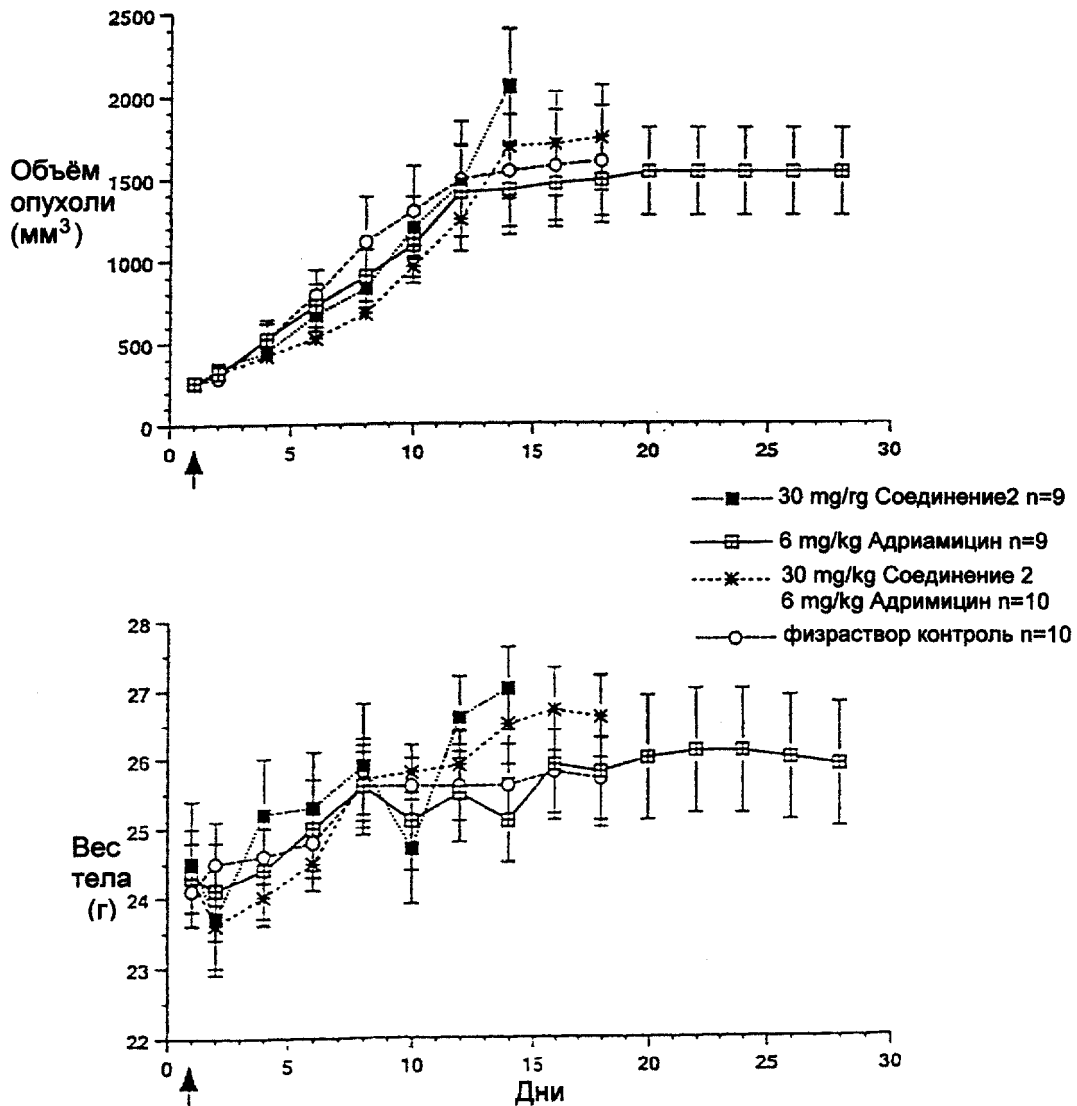 2500
2000
1500
1000
500
0
Объём
опухоли
(мм³)
0 5 10 15 20 25 30
30 mg/rg Соединение2 n=9
6 mg/kg Адриамицин n=9
30 mg/kg Соединение 2
6 mg/kg Адримицин n=10
физраствор контроль n=10
28
27
26
25
24
23
22
Вес
тела
(г)
0 5 10 15 20 25 30
Дни